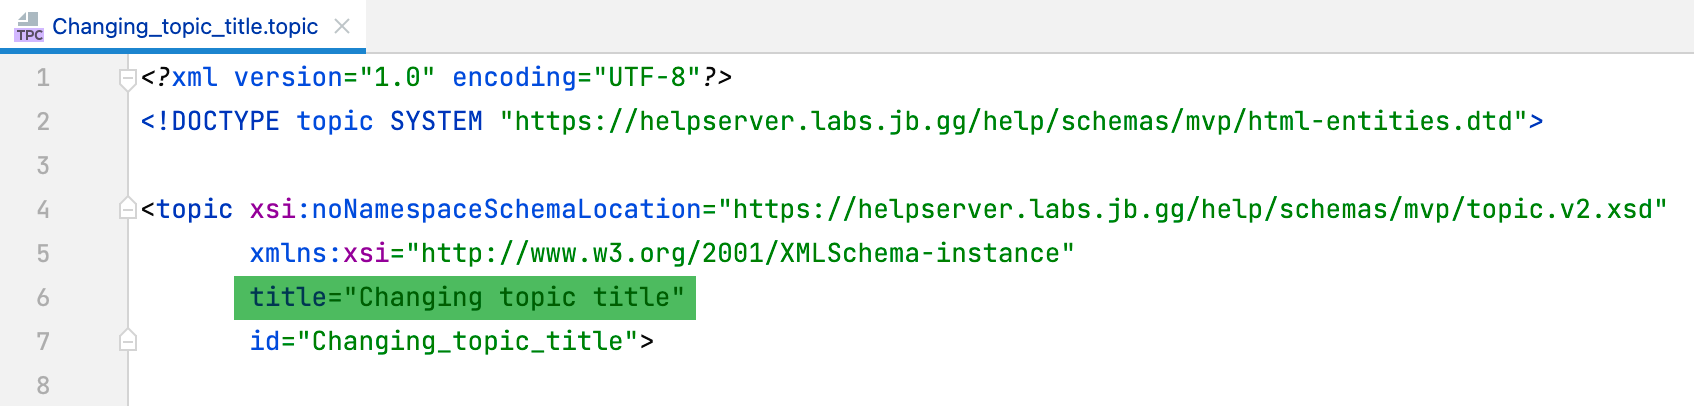 TPC Changing_topic_title.topic
1 <?xml version="1.0" encoding="UTF-8"?>
2 <!DOCTYPE topic SYSTEM "https://helpserver.labs.jb.gg/help/schemas/mvp/html-entities.dtd">
3
4 <topic xsi:noNamespaceSchemaLocation="https://helpserver.labs.jb.gg/help/schemas/mvp/topic.v2.xsd"
5 xmlns:xsi="http://www.w3.org/2001/XMLSchema-instance"
6 title="Changing topic title"
7 id="Changing_topic_title">
8